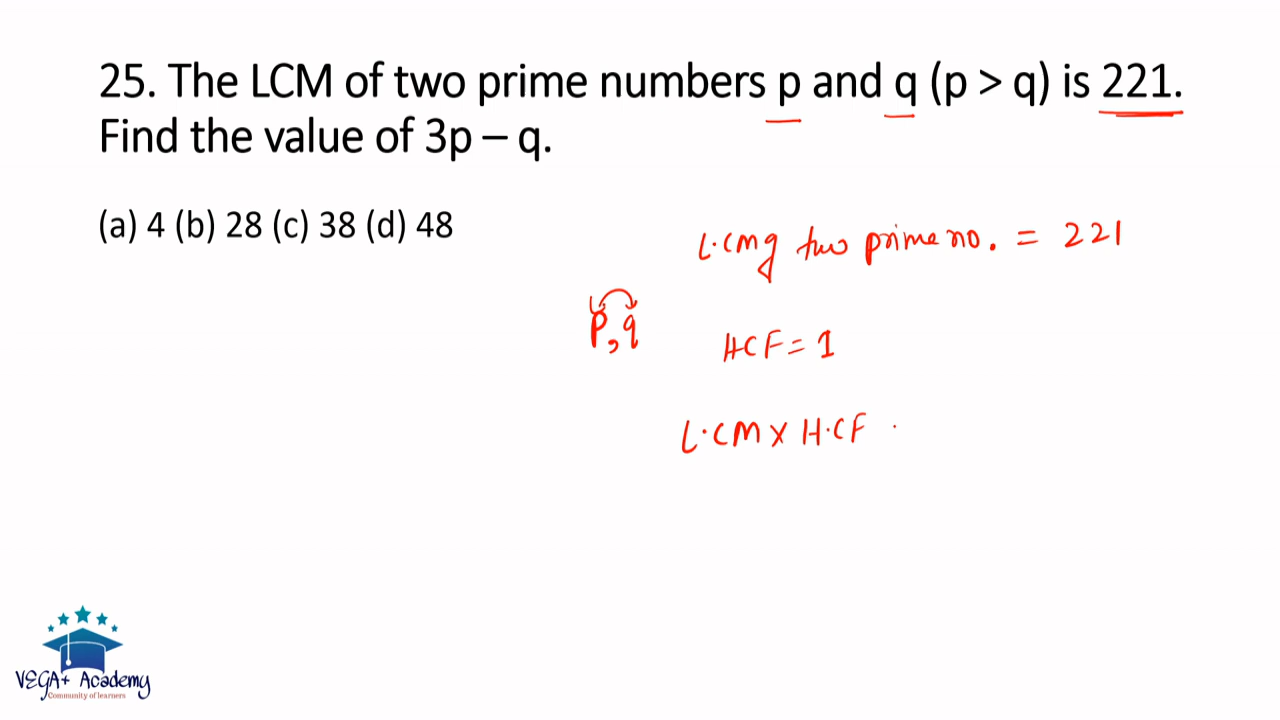 25. The LCM of two prime numbers p and q (p > q) is 221.
Find the value of 3p – q.
(a) 4 (b) 28 (c) 38 (d) 48
L.CM of two prime no. = 221
P, q
HCF = 1
L.CM x H.CF
VEGA+ Academy
Community of learners